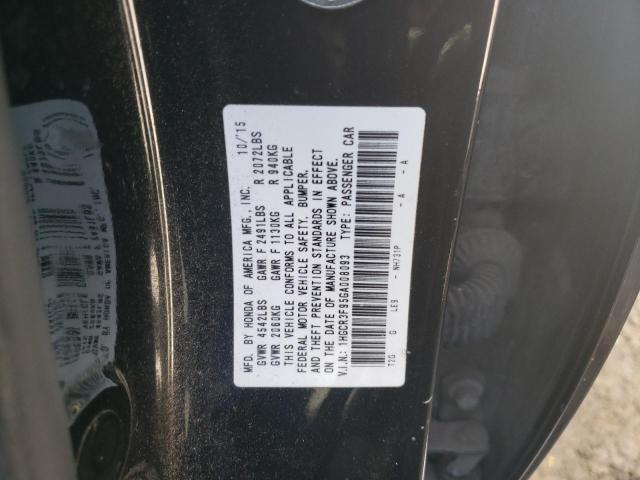 MFD. BY HONDA OF AMERICA MFG., INC. 10/'15
GVWR 4542LBS GAWR F 2491LBS R 2072LBS
GVWR 2060KG GAWR F 1130KG R 940KG
THIS VEHICLE CONFORMS TO ALL APPLICABLE
FEDERAL MOTOR VEHICLE SAFETY, BUMPER,
AND THEFT PREVENTION STANDARDS IN EFFECT
ON THE DATE OF MANUFACTURE SHOWN ABOVE.
V.I.N.: 1HGCR3F95GA008093 TYPE: PASSENGER CAR
T2G G LE9 - NH731P - A - A